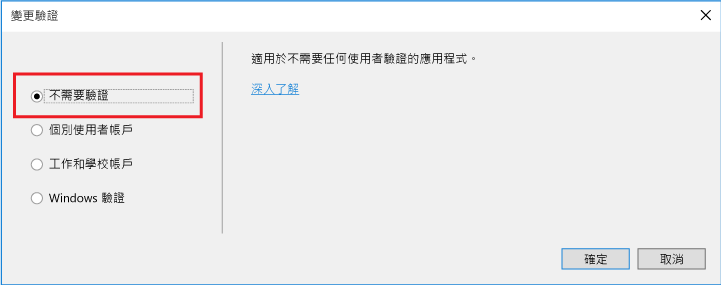 變更驗證
適用於不需要任何使用者驗證的應用程式。
深入了解
不需要驗證
個別使用者帳戶
工作和學校帳戶
Windows 驗證
確定
取消